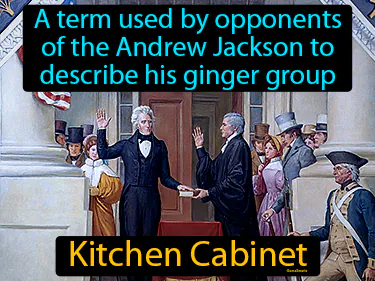 A term used by opponents
of the Andrew Jackson to
describe his ginger group
Kitchen Cabinet